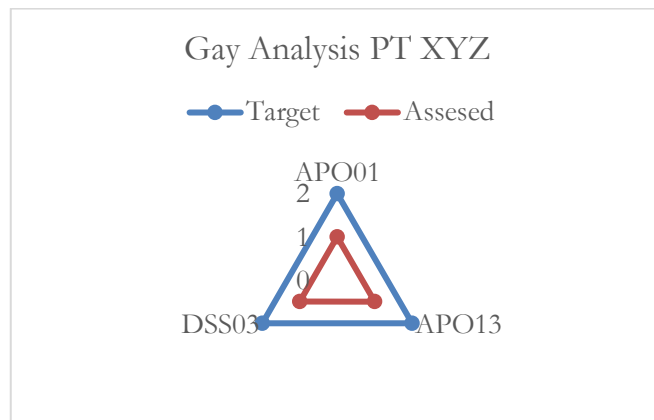 Gay Analysis PT XYZ
Target Assesed
APO01
2
1
0
DSS03 APO13